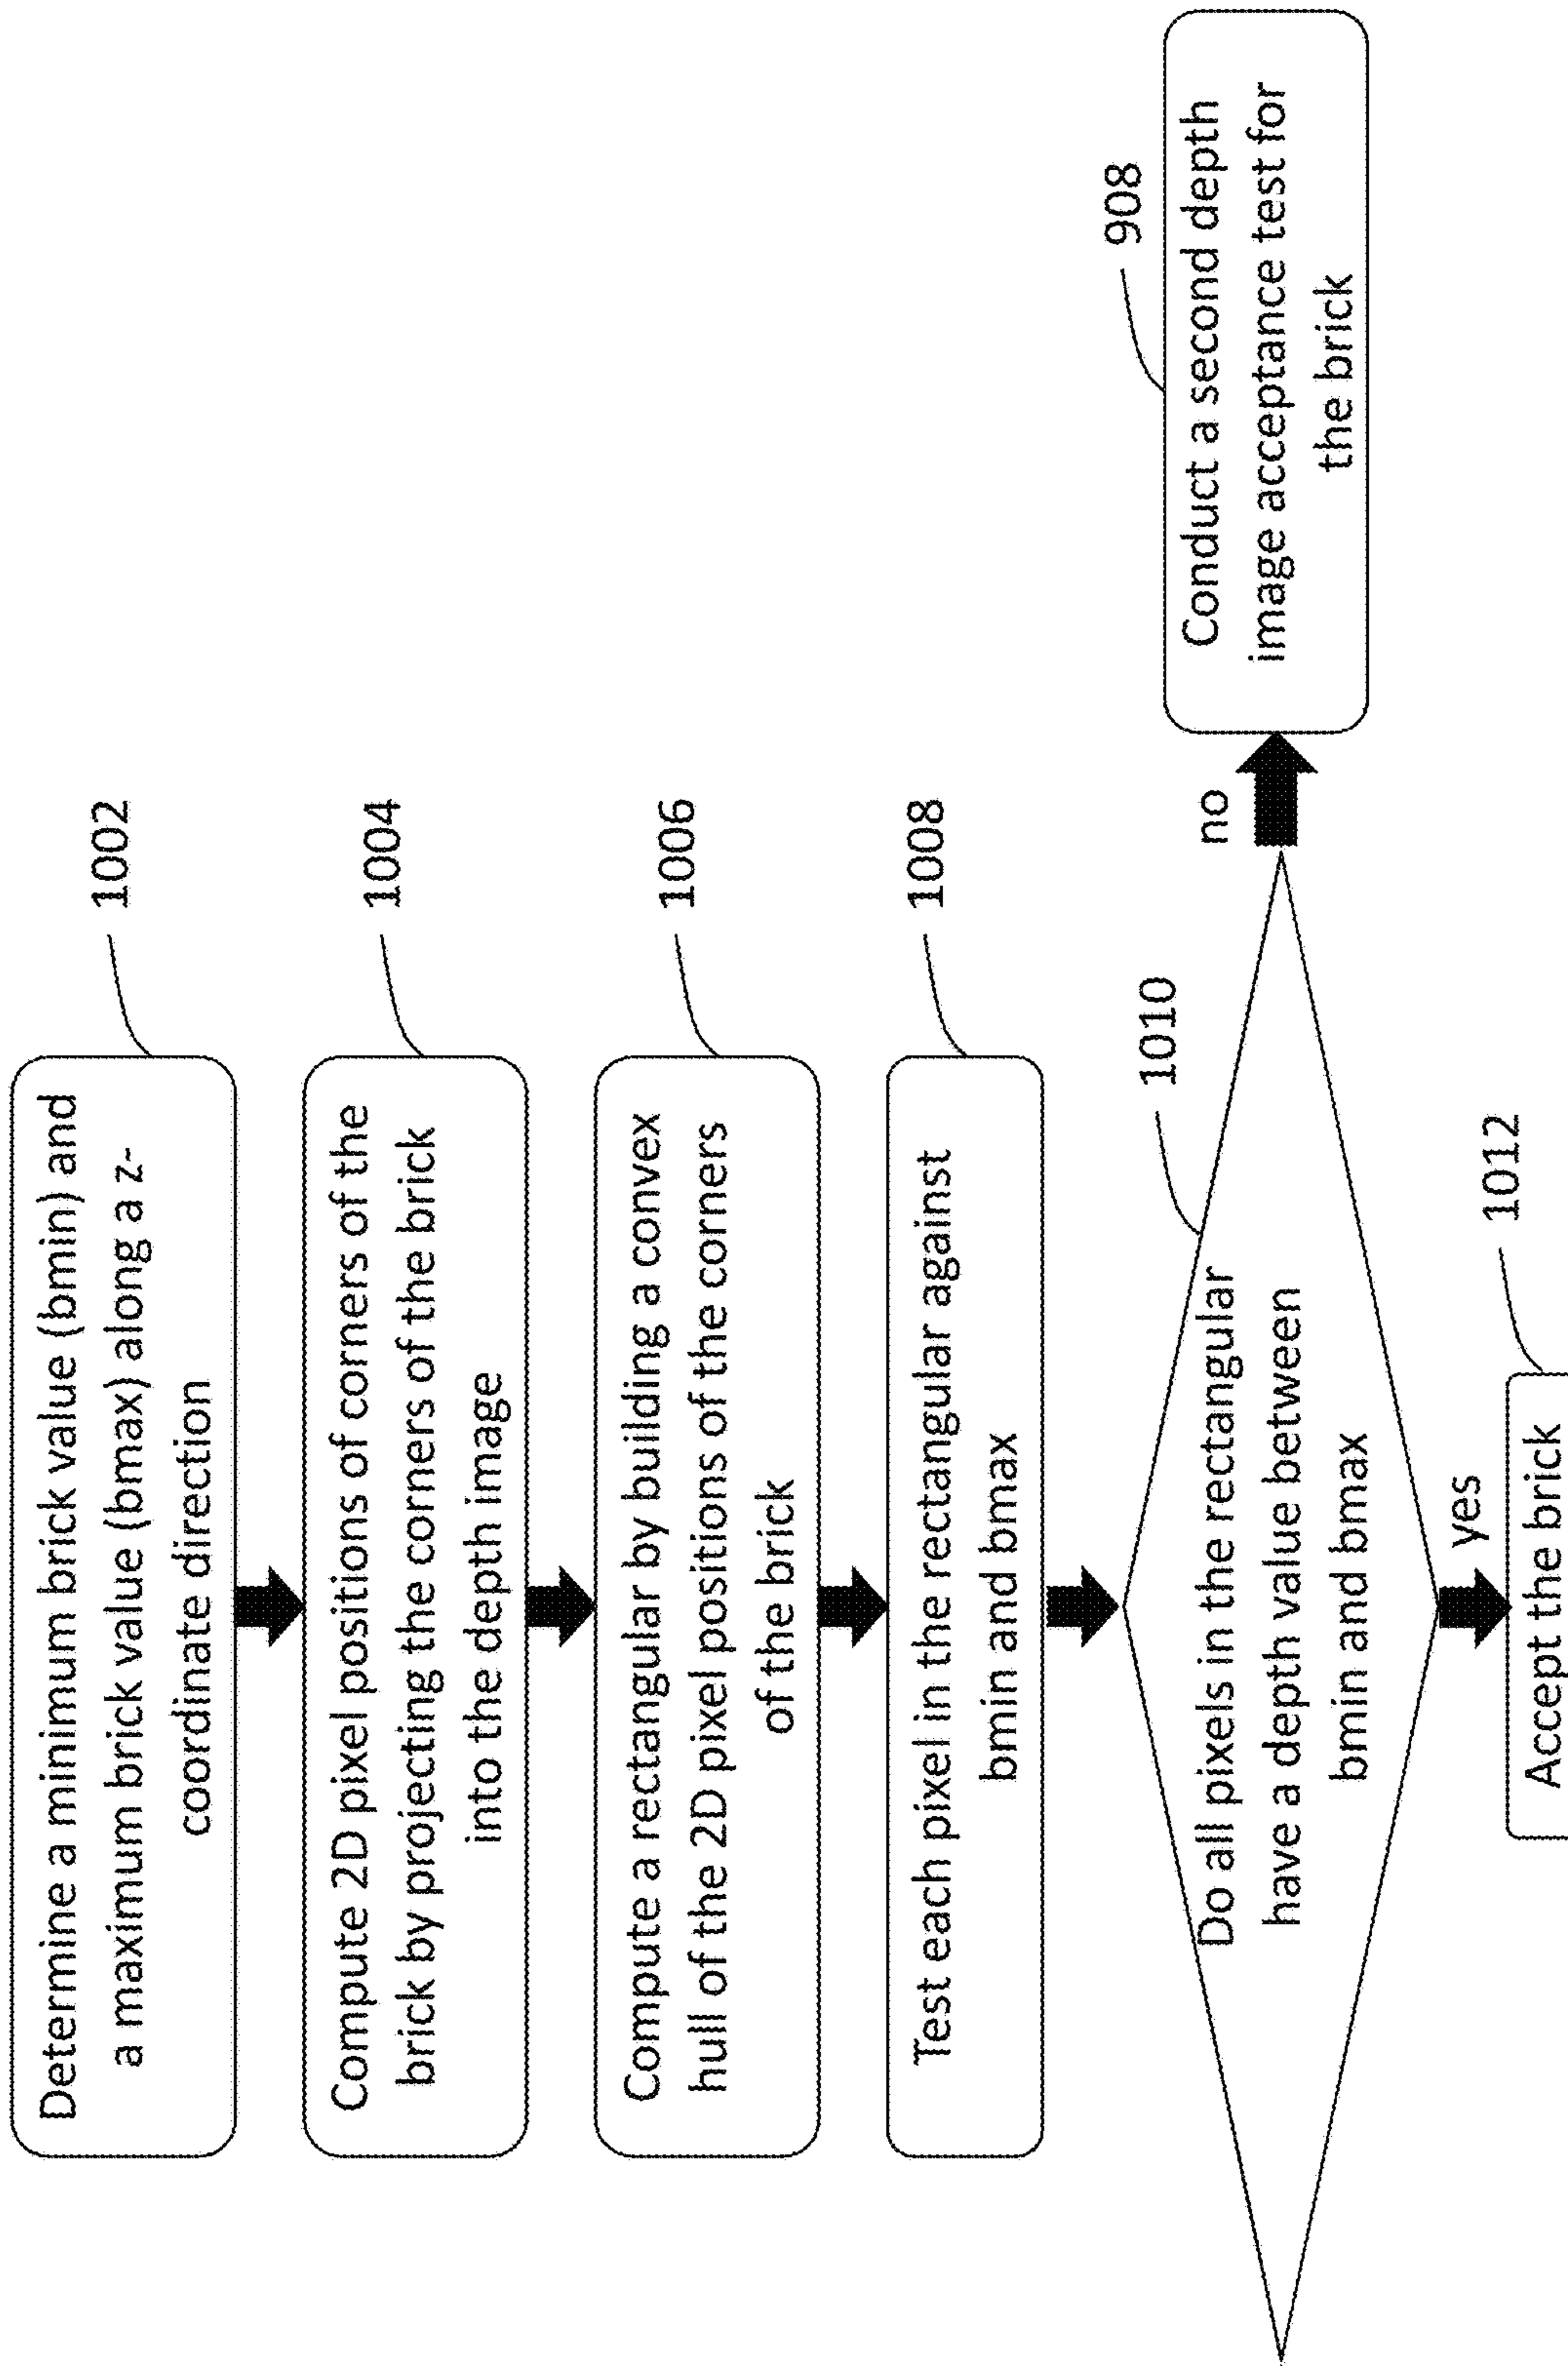 Determine a minimum brick value (bmin) and
a maximum brick value (bmax) along a z-
coordinate direction
1002
Compute 2D pixel positions of corners of the
brick by projecting the corners of the brick
into the depth image
1004
Compute a rectangular by building a convex
hull of the 2D pixel positions of the corners
of the brick
1006
Test each pixel in the rectangular against
bmin and bmax
1008
Do all pixels in the rectangular
have a depth value between
bmin and bmax
1010
no
Conduct a second depth
image acceptance test for
the brick
908
yes
Accept the brick
1012